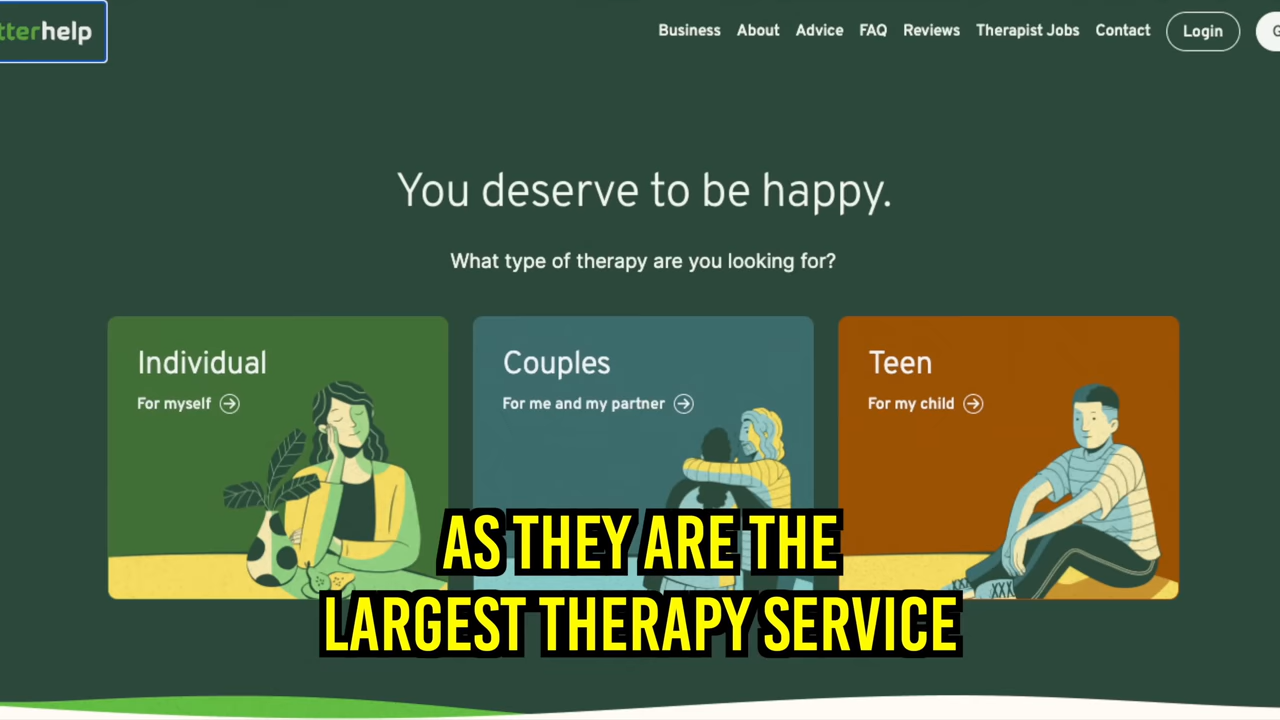 tterhelp
Business About Advice FAQ Reviews Therapist Jobs Contact Login G
You deserve to be happy.
What type of therapy are you looking for?
Individual
For myself
Couples
For me and my partner
Teen
For my child
AS THEY ARE THE
LARGEST THERAPY SERVICE